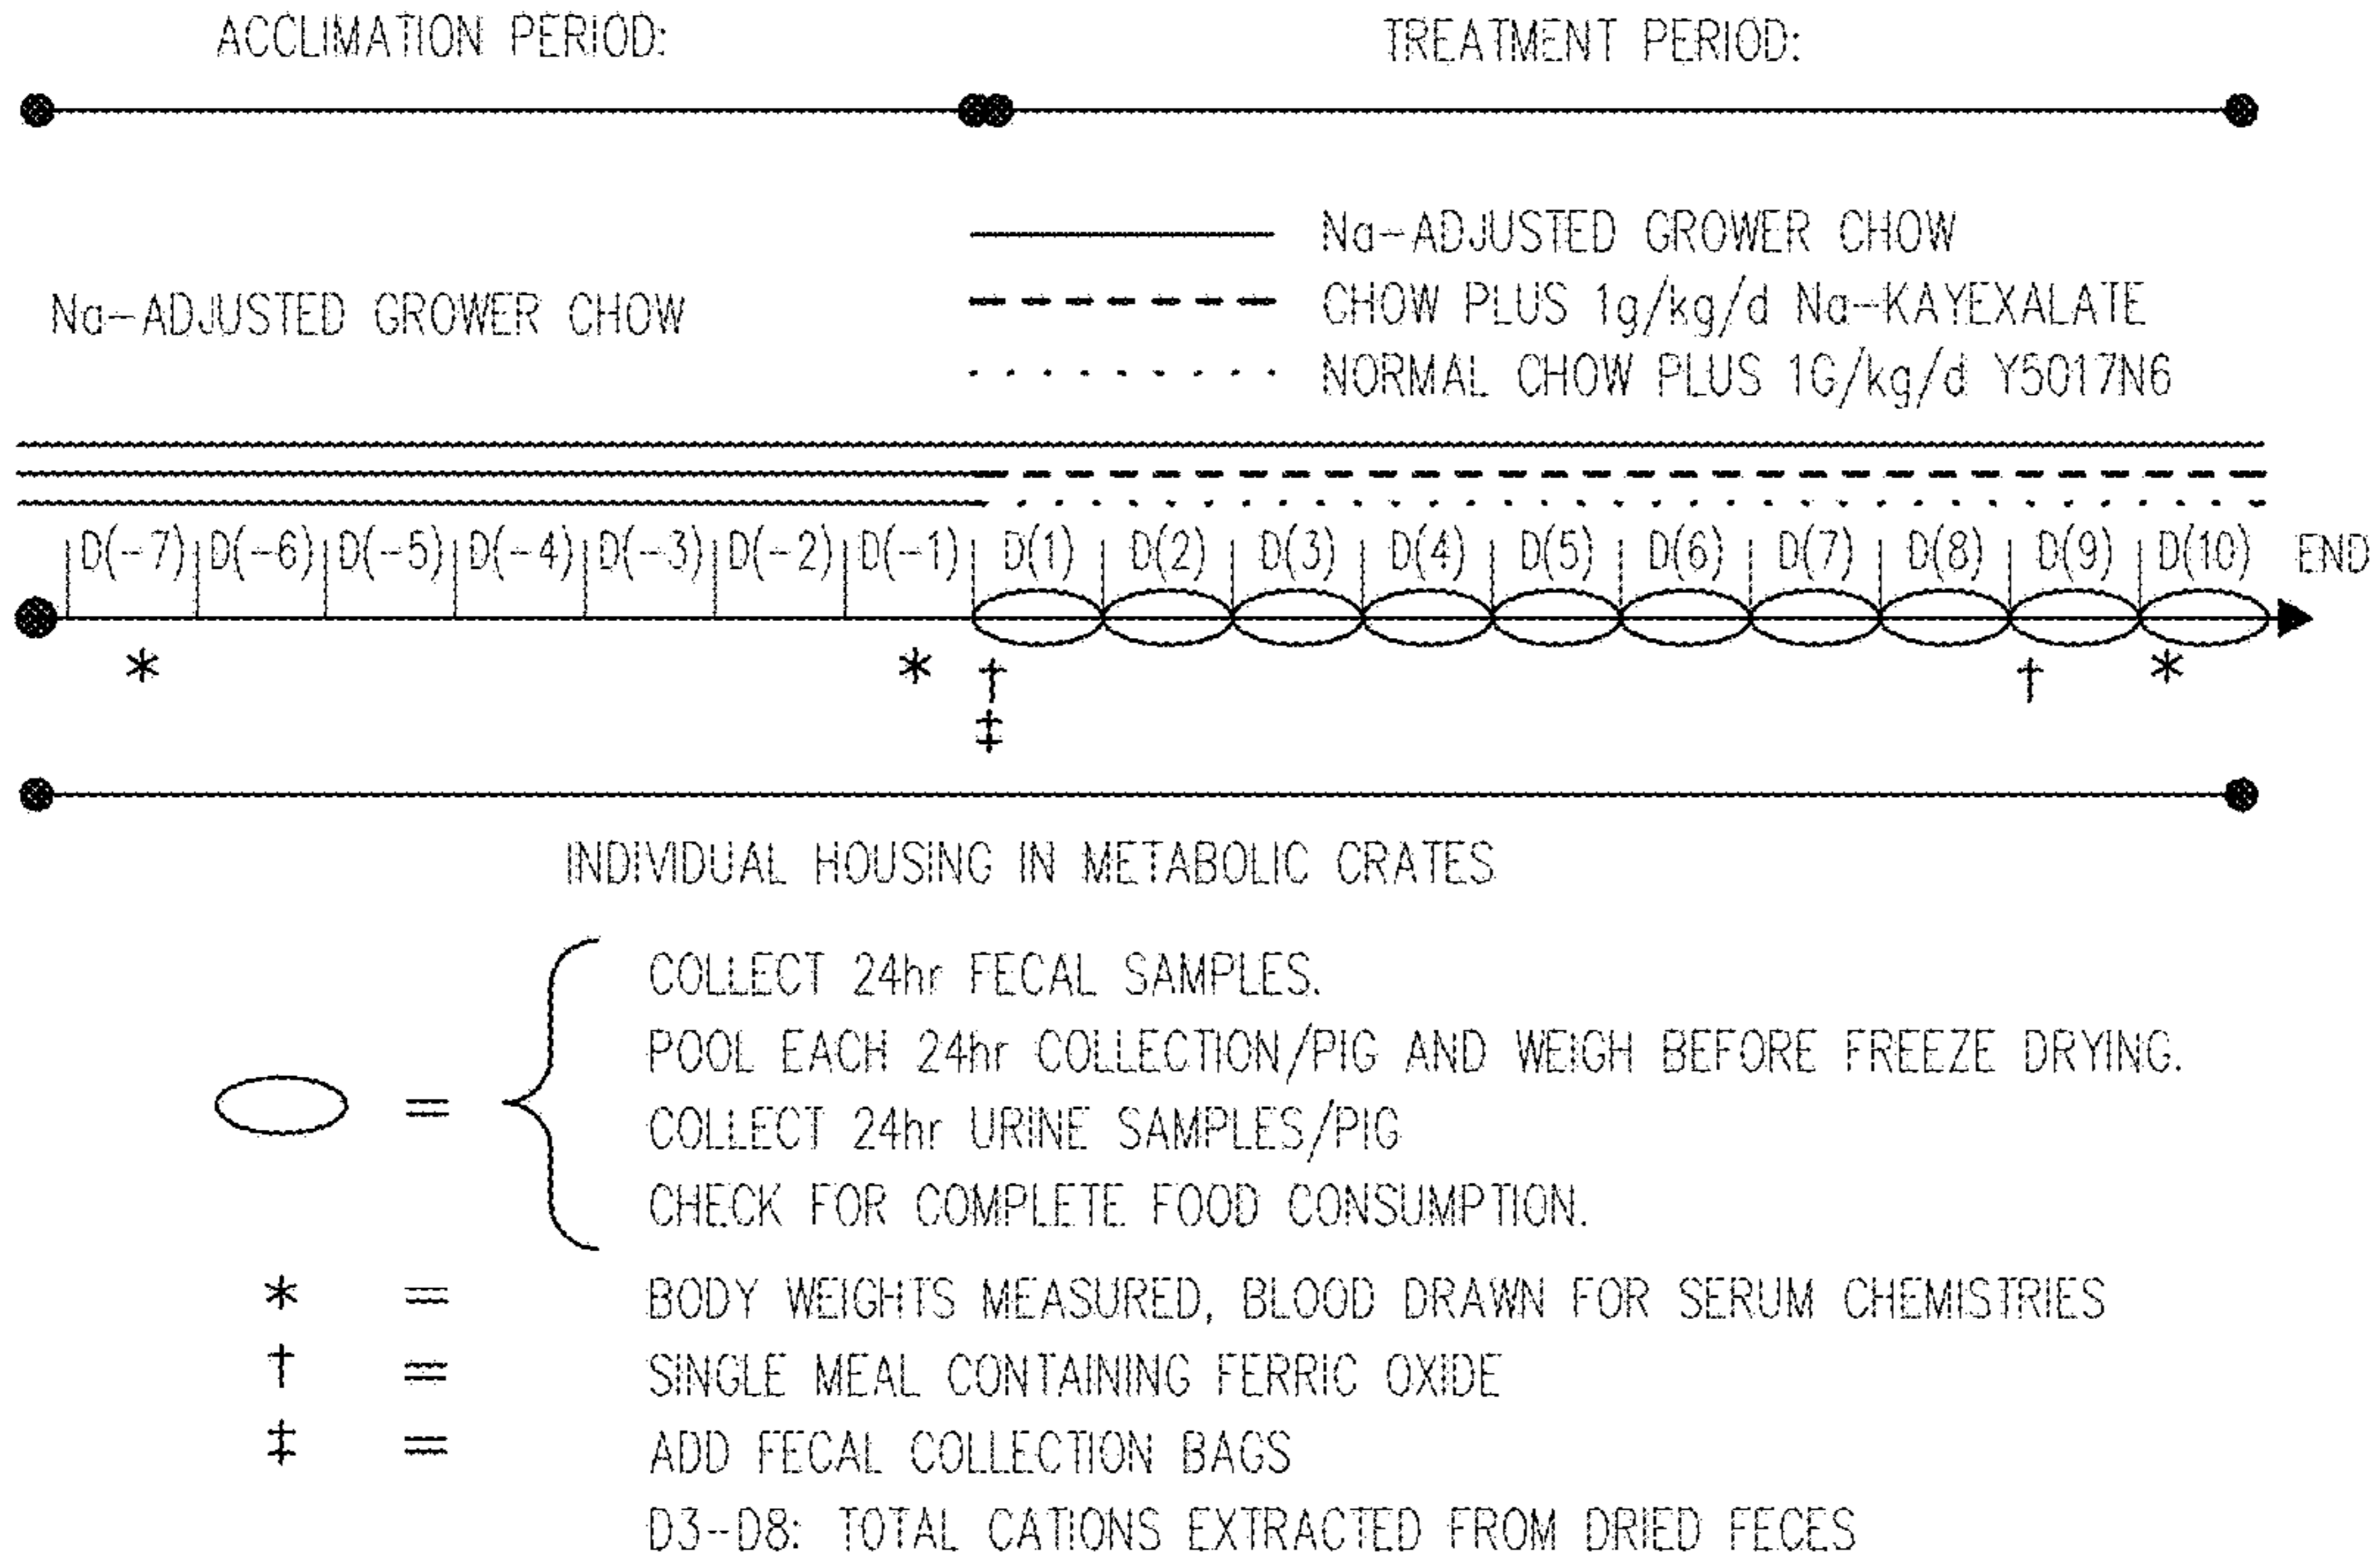 ACCLIMATION PERIOD: TREATMENT PERIOD:
Na-ADJUSTED GROWER CHOW
Na-ADJUSTED GROWER CHOW
CHOW PLUS 1g/kg/d Na-KAYEXALATE
NORMAL CHOW PLUS 1G/kg/d Y5017N6
D(-7) D(-6) D(-5) D(-4) D(-3) D(-2) D(-1) D(1) D(2) D(3) D(4) D(5) D(6) D(7) D(8) D(9) D(10) END
* * † † *
‡
INDIVIDUAL HOUSING IN METABOLIC CRATES
COLLECT 24hr FECAL SAMPLES.
POOL EACH 24hr COLLECTION/PIG AND WEIGH BEFORE FREEZE DRYING.
= COLLECT 24hr URINE SAMPLES/PIG
CHECK FOR COMPLETE FOOD CONSUMPTION.
* = BODY WEIGHTS MEASURED, BLOOD DRAWN FOR SERUM CHEMISTRIES
† = SINGLE MEAL CONTAINING FERRIC OXIDE
‡ = ADD FECAL COLLECTION BAGS
D3-D8: TOTAL CATIONS EXTRACTED FROM DRIED FECES